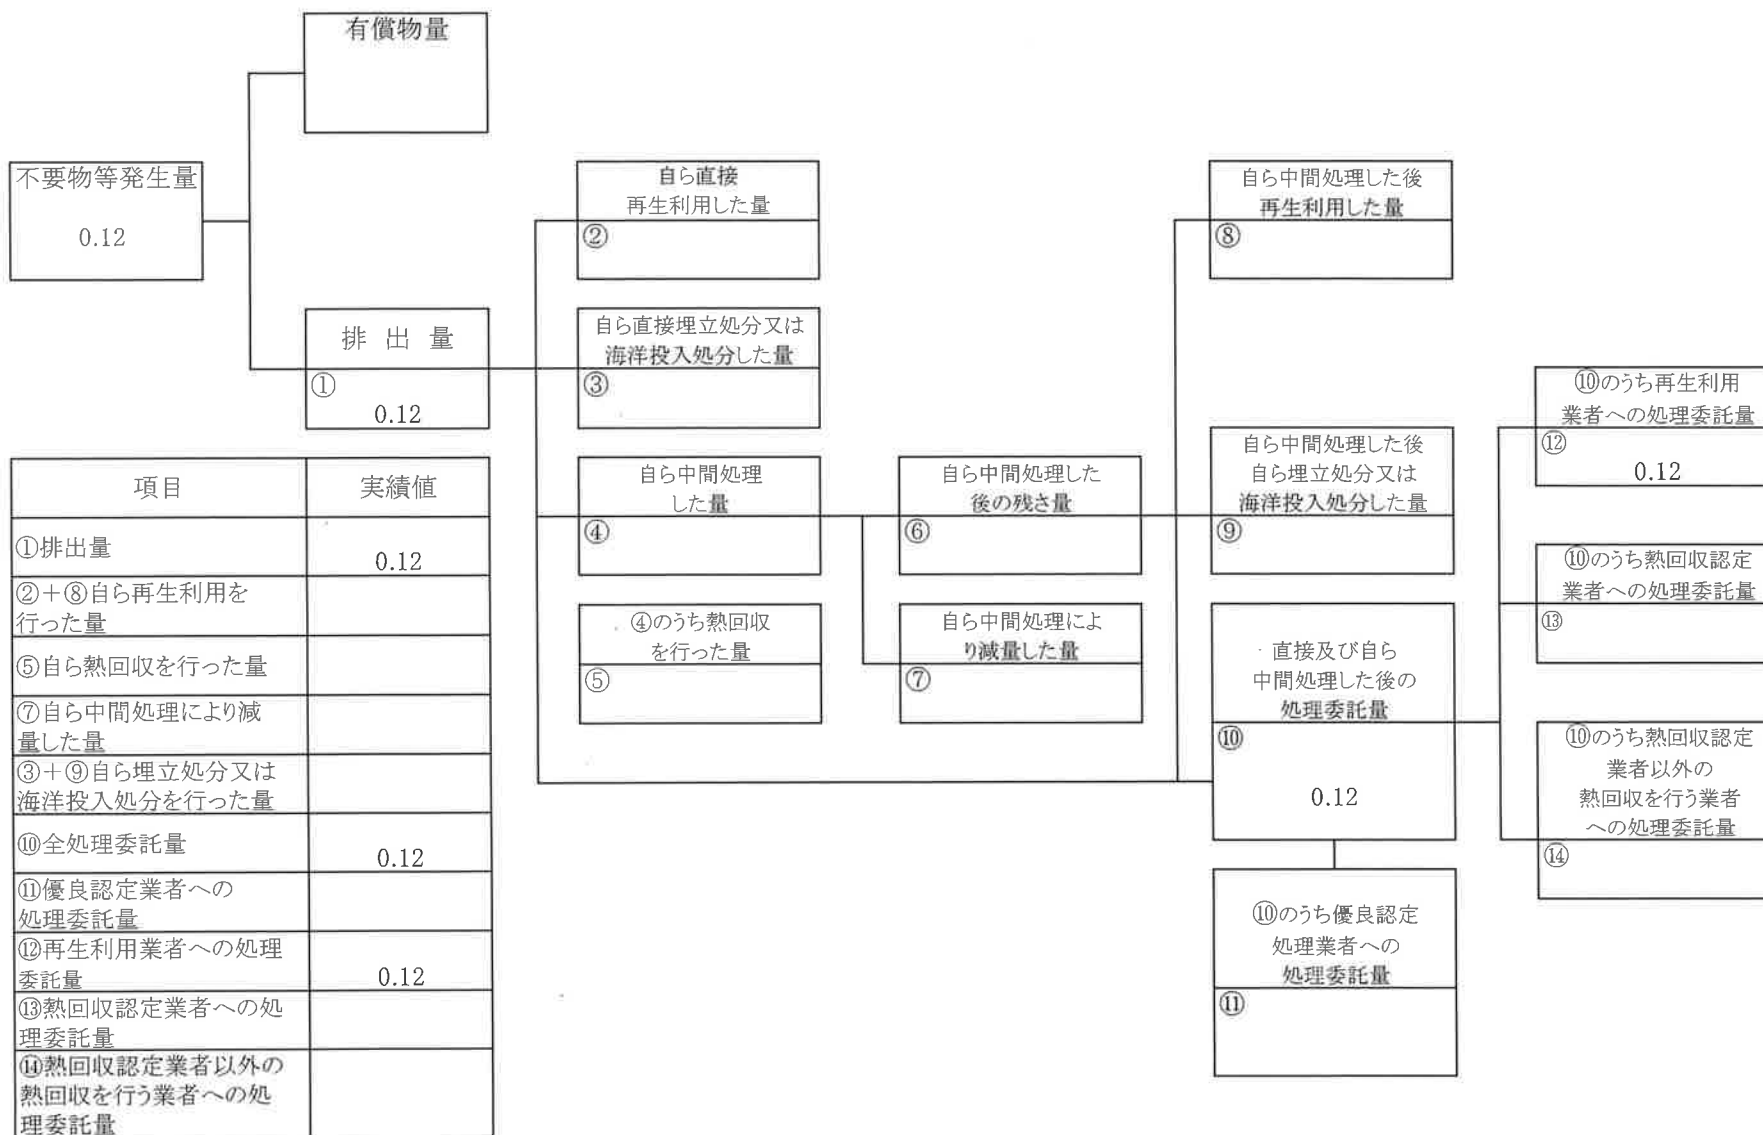 有償物量
不要物等発生量
0.12
排 出 量
①
0.12
自ら直接
再生利用した量
②
自ら直接埋立処分又は
海洋投入処分した量
③
自ら中間処理
した量
④
④のうち熱回収
を行った量
⑤
自ら中間処理した
後の残さ量
⑥
自ら中間処理によ
り減量した量
⑦
自ら中間処理した後
再生利用した量
⑧
自ら中間処理した後
自ら埋立処分又は
海洋投入処分した量
⑨
直接及び自ら
中間処理した後の
処理委託量
⑩
0.12
⑩のうち優良認定
処理業者への
処理委託量
⑪
⑩のうち再生利用
業者への処理委託量
⑫
0.12
⑩のうち熱回収認定
業者への処理委託量
⑬
⑩のうち熱回収認定
業者以外の
熱回収を行う業者
への処理委託量
⑭
項目 実績値
①排出量 0.12
②+⑧自ら再生利用を
行った量
⑤自ら熱回収を行った量
⑦自ら中間処理により減
量した量
③+⑨自ら埋立処分又は
海洋投入処分を行った量
⑩全処理委託量 0.12
⑪優良認定業者への
処理委託量
⑫再生利用業者への処理
委託量 0.12
⑬熱回収認定業者への処
理委託量
⑭熱回収認定業者以外の
熱回収を行う業者への処
理委託量